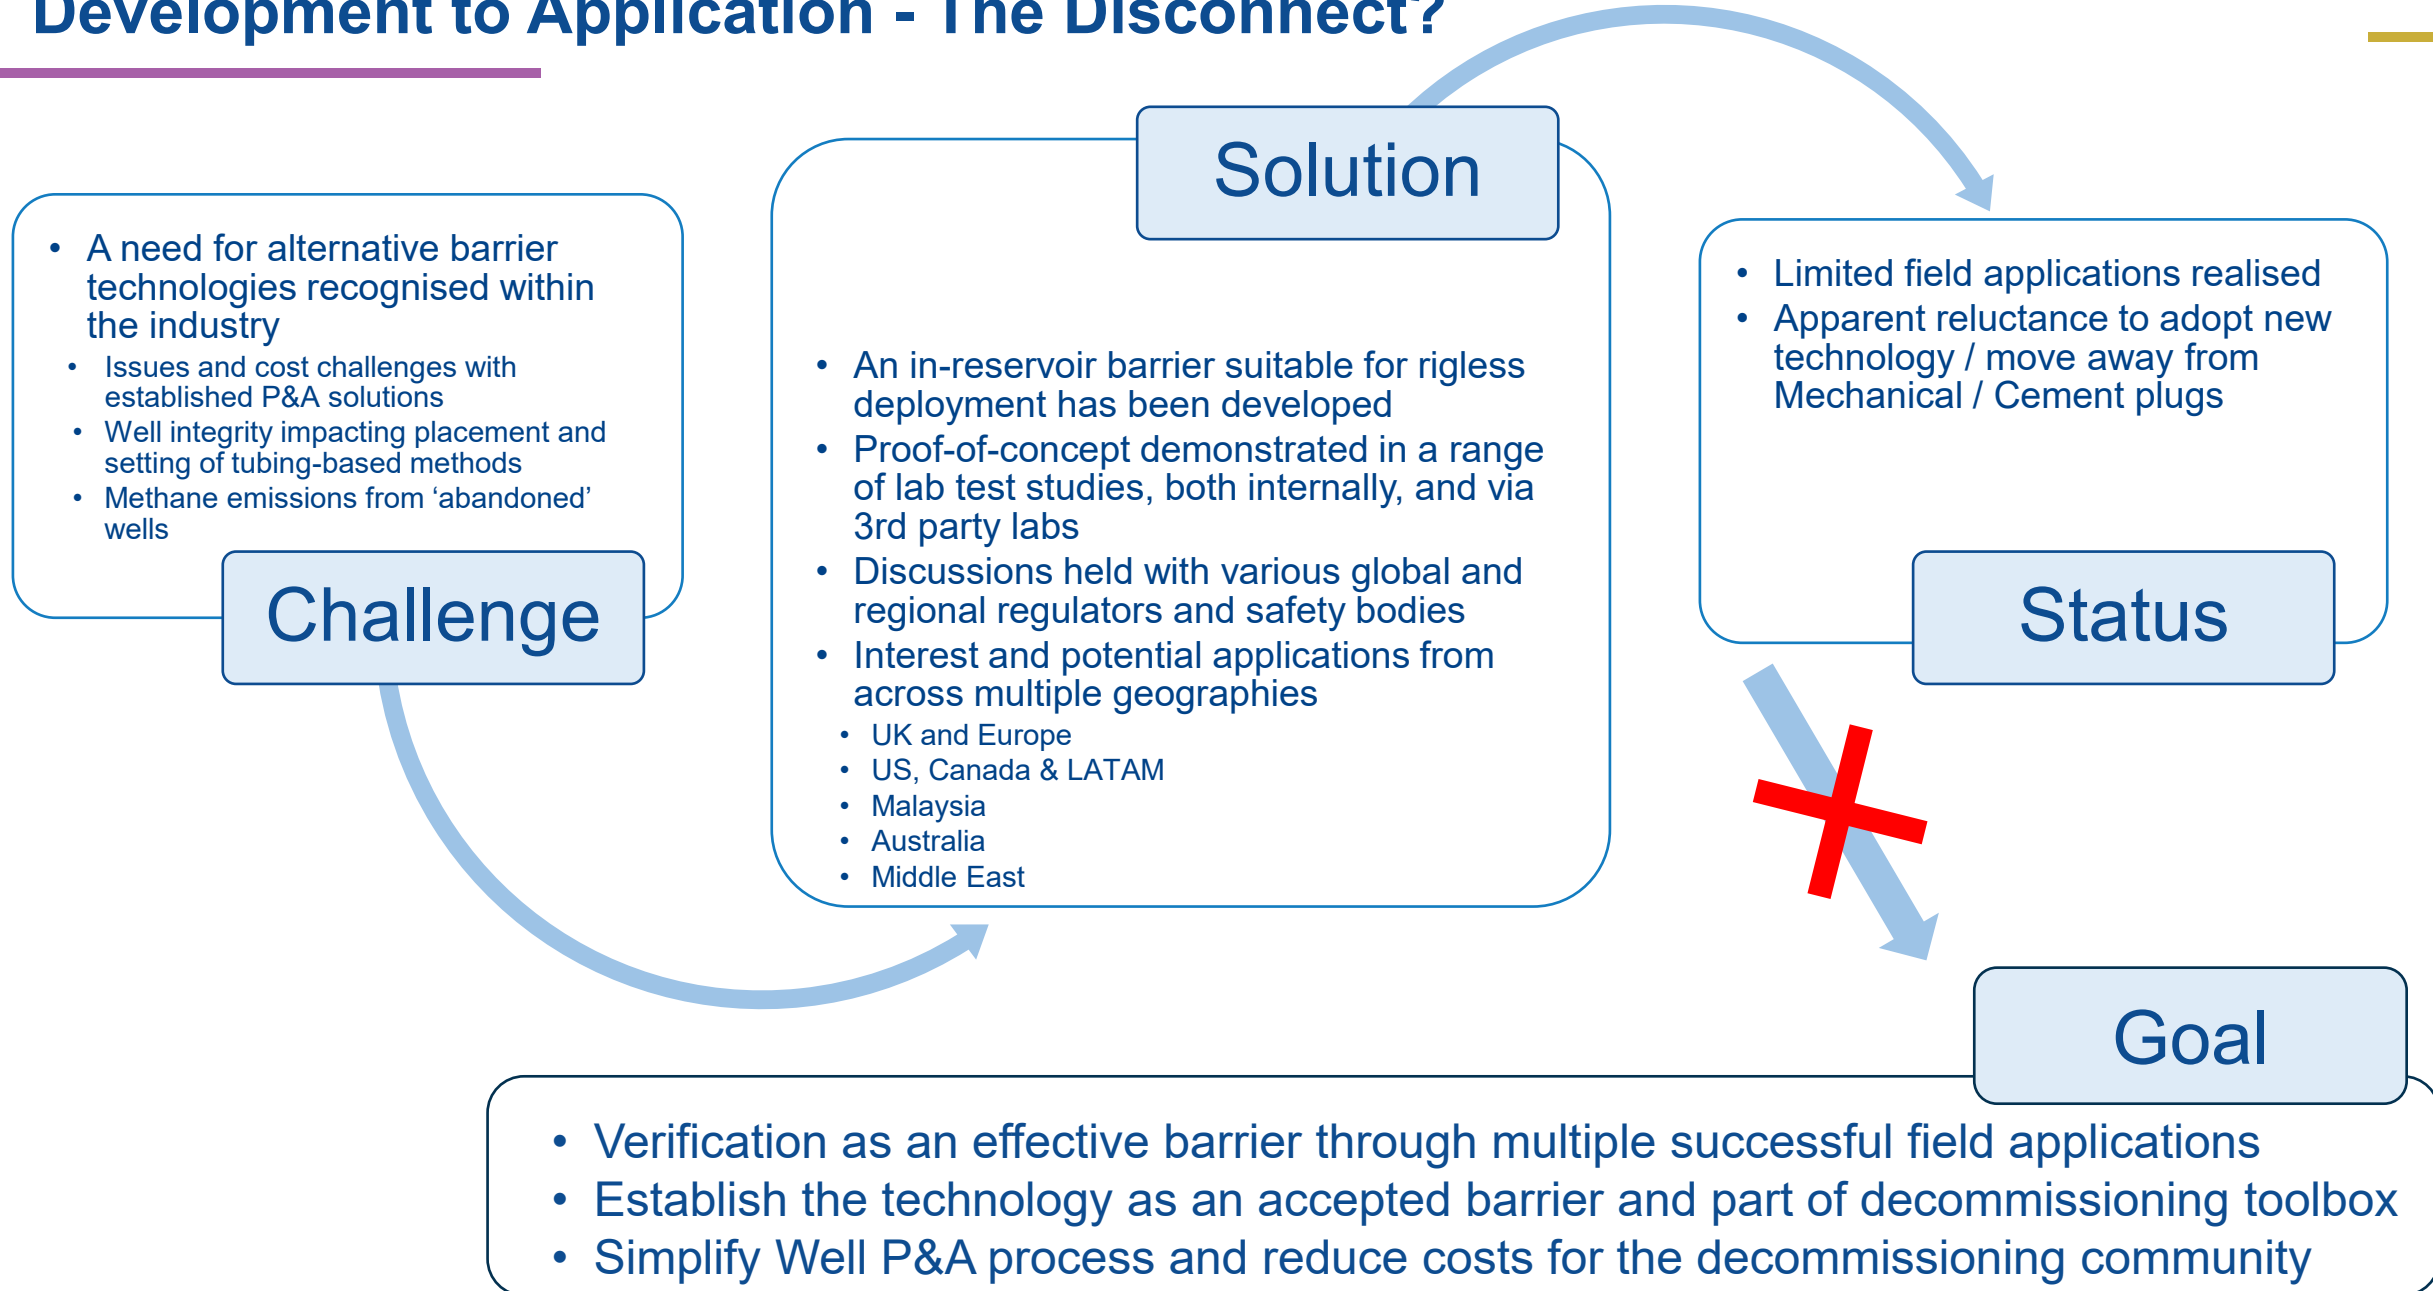 Development to Application - The Disconnect?
• A need for alternative barrier
technologies recognised within
the industry
• Issues and cost challenges with
established P&A solutions
• Well integrity impacting placement and
setting of tubing-based methods
• Methane emissions from ‘abandoned’
wells
Challenge
Solution
• An in-reservoir barrier suitable for rigless
deployment has been developed
• Proof-of-concept demonstrated in a range
of lab test studies, both internally, and via
3rd party labs
• Discussions held with various global and
regional regulators and safety bodies
• Interest and potential applications from
across multiple geographies
• UK and Europe
• US, Canada & LATAM
• Malaysia
• Australia
• Middle East
• Limited field applications realised
• Apparent reluctance to adopt new
technology / move away from
Mechanical / Cement plugs
Status
Goal
• Verification as an effective barrier through multiple successful field applications
• Establish the technology as an accepted barrier and part of decommissioning toolbox
• Simplify Well P&A process and reduce costs for the decommissioning community